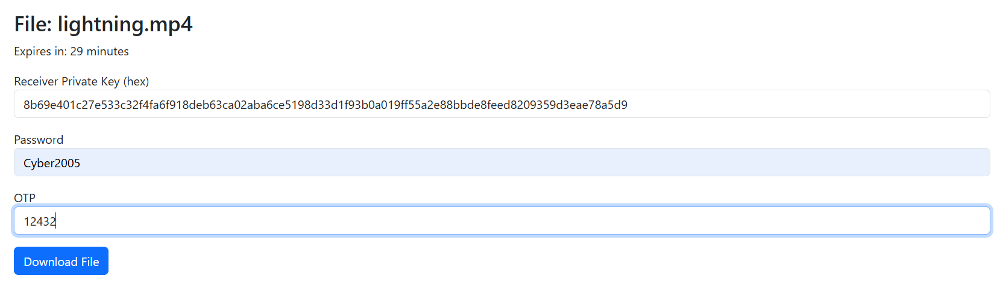 File: lightning.mp4
Expires in: 29 minutes
Receiver Private Key (hex)
8b69e401c27e533c32f4fa6f918deb63ca02aba6ce5198d33d1f93b0a019ff55a2e88bbde8feed8209359d3eae78a5d9
Password
Cyber2005
OTP
12432
Download File